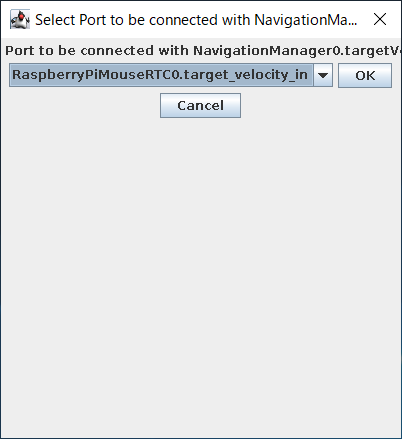 Select Port to be connected with NavigationMa...
Port to be connected with NavigationManager0.targetV
RaspberryPiMouseRTC0.target_velocity_in
OK
Cancel